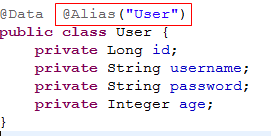 @Data @Alias("User")
public class User {
private Long id;
private String username;
private String password;
private Integer age;
}